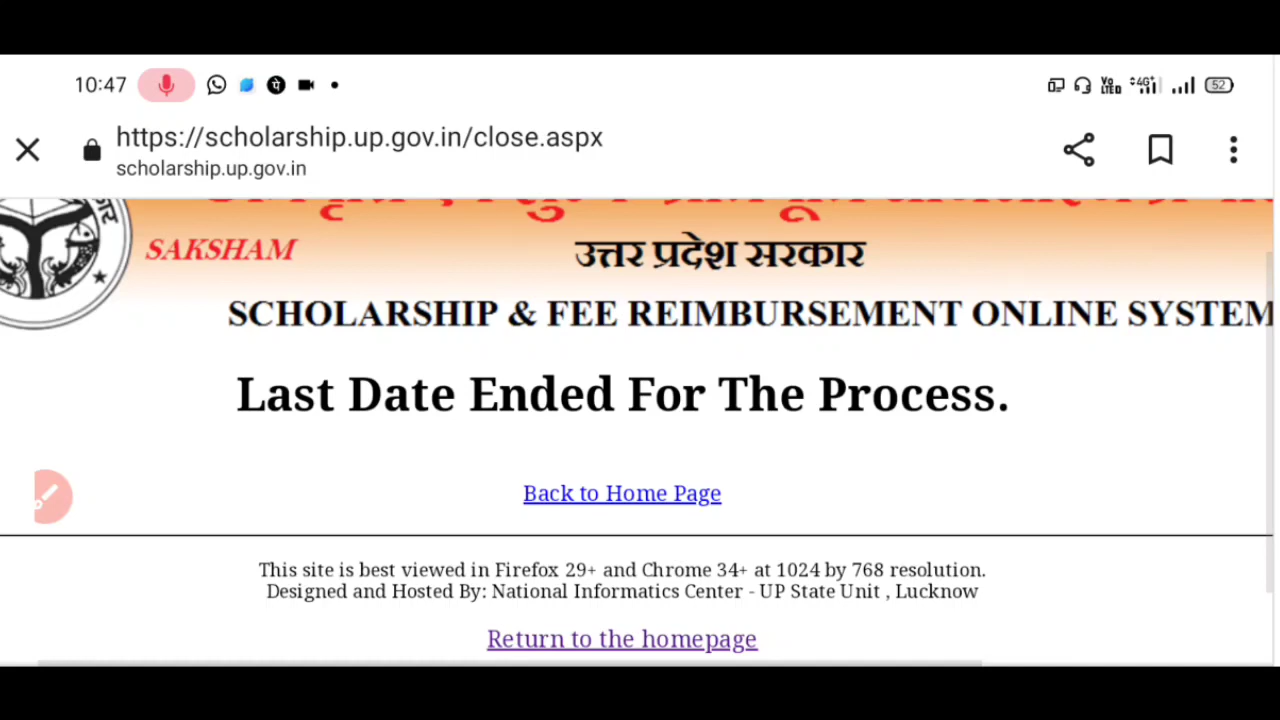 10:47
VoLTE 4G+ 52
https://scholarship.up.gov.in/close.aspx
scholarship.up.gov.in
SAKSHAM
उत्तर प्रदेश सरकार
SCHOLARSHIP & FEE REIMBURSEMENT ONLINE SYSTEM
Last Date Ended For The Process.
Back to Home Page
This site is best viewed in Firefox 29+ and Chrome 34+ at 1024 by 768 resolution.
Designed and Hosted By: National Informatics Center - UP State Unit , Lucknow
Return to the homepage